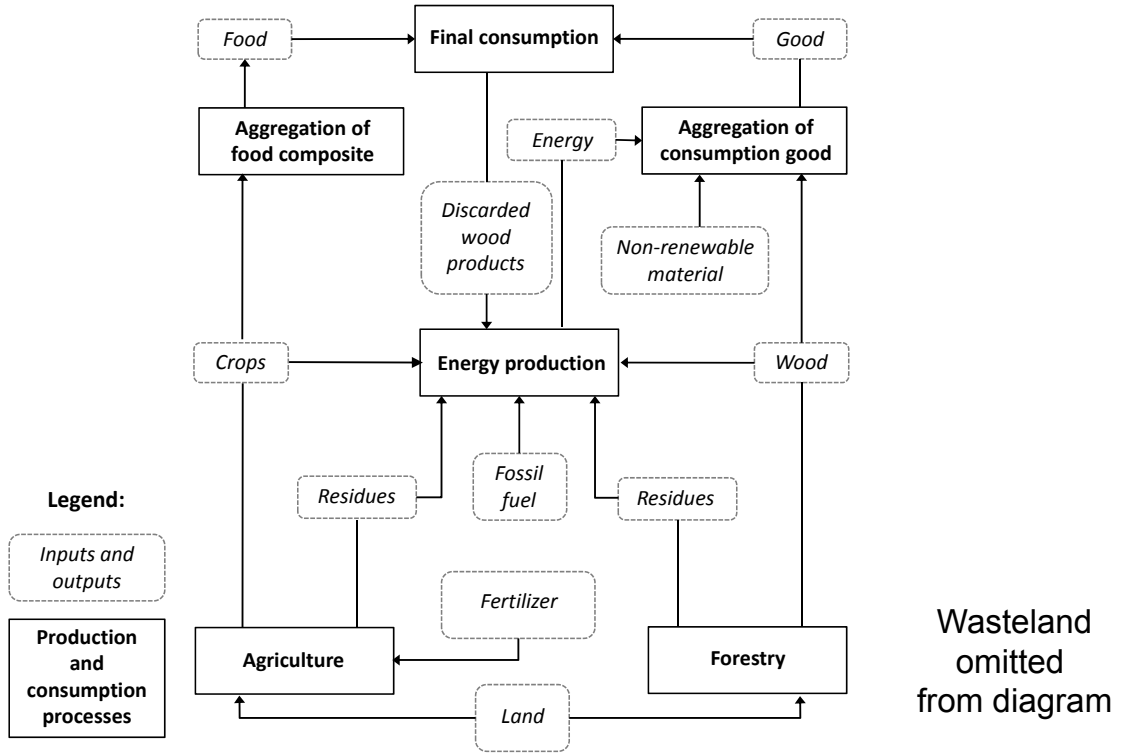 Food
Final consumption
Good
Aggregation of
food composite
Energy
Aggregation of
consumption good
Discarded
wood
products
Non-renewable
material
Crops
Energy production
Wood
Residues
Fossil
fuel
Residues
Legend:
Inputs and
outputs
Fertilizer
Production
and
consumption
processes
Agriculture
Forestry
Land
Wasteland
omitted
from diagram